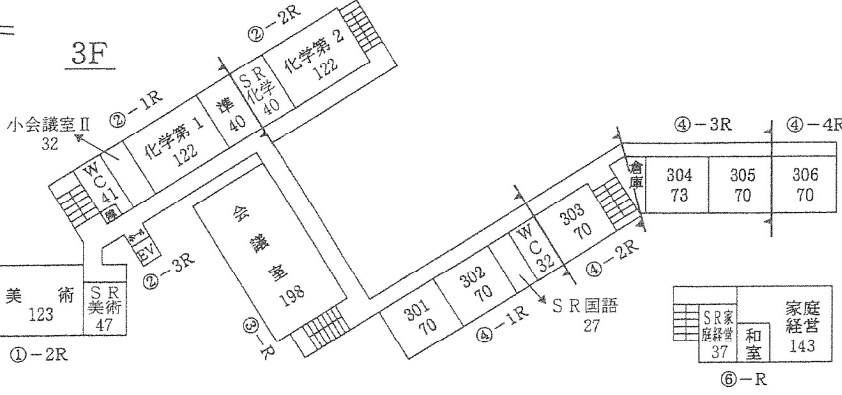 3F
②-2R
化学第2
122
SR
化学
40
準
40
②-1R
化学第1
122
小会議室Ⅱ
32
WC
41
EV
②-3R
会議室
198
③-R
美術
123
SR
美術
47
①-2R
301
70
302
70
④-1R
WC
32
SR国語
27
303
70
④-2R
倉庫
④-3R
304
73
305
70
④-4R
306
70
SR家
庭経営
37
和室
家庭
経営
143
⑥-R